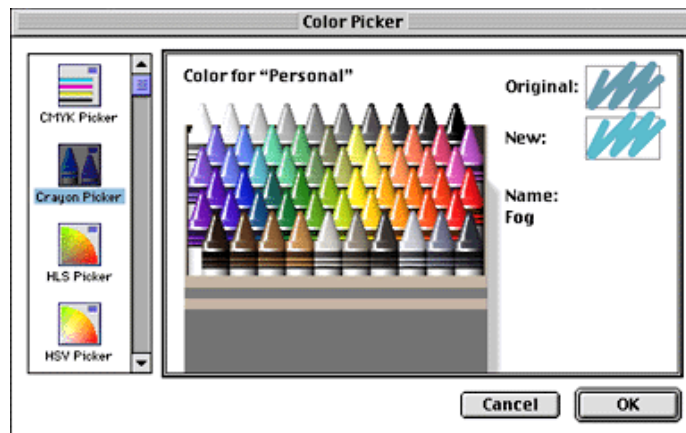 Color Picker
CMYK Picker
Crayon Picker
HLS Picker
HSV Picker
Color for “Personal”
Original:
New:
Name:
Fog
Cancel
OK